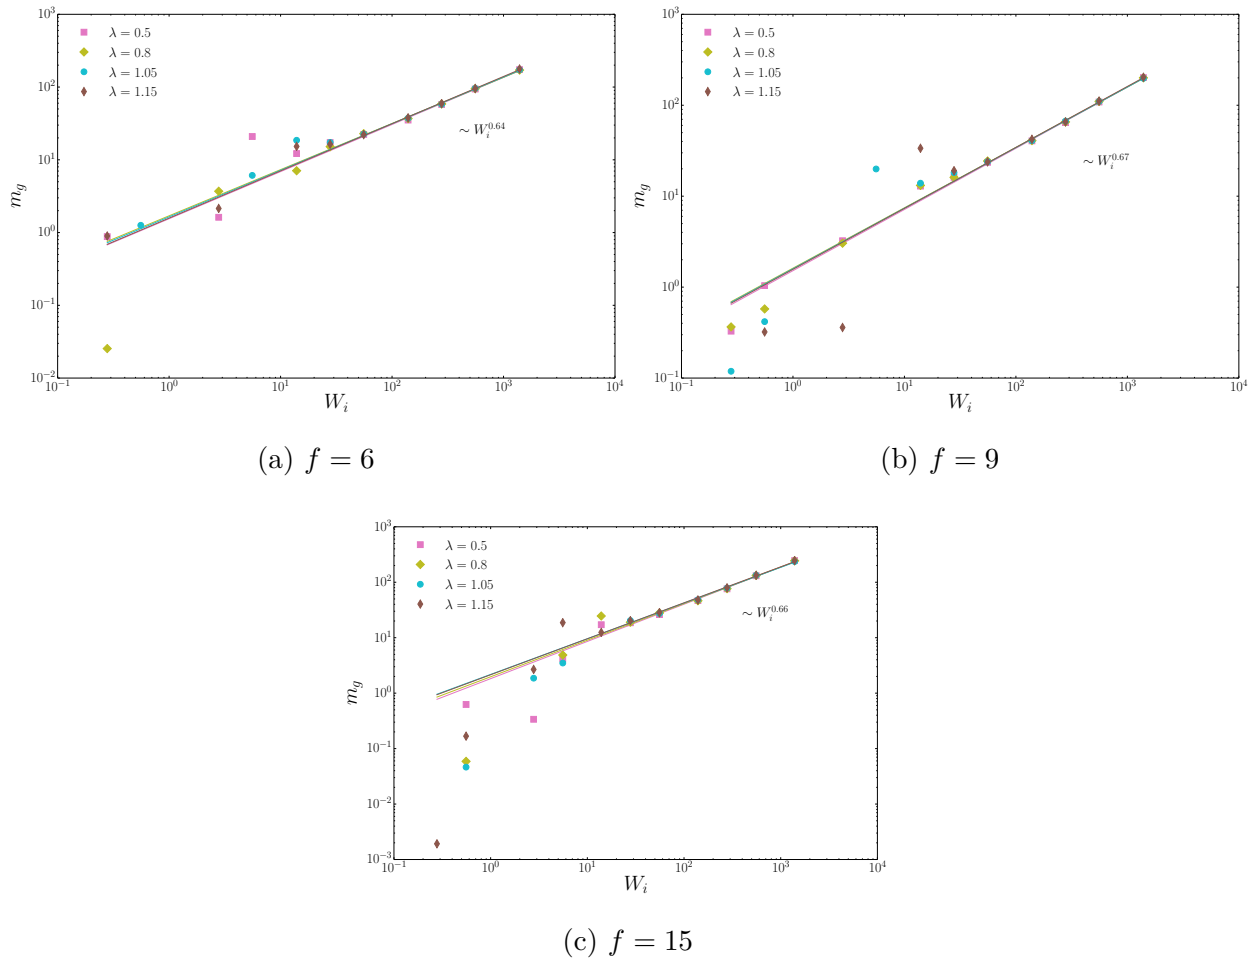 10^3
10^2
10^1
10^0
10^{-1}
10^{-2}
m_g
λ = 0.5
λ = 0.8
λ = 1.05
λ = 1.15
∼ W_i^{0.64}
10^{-1} 10^0 10^1 10^2 10^3 10^4
W_i
(a) f = 6
10^3
10^2
10^1
10^0
10^{-1}
m_g
λ = 0.5
λ = 0.8
λ = 1.05
λ = 1.15
∼ W_i^{0.67}
10^{-1} 10^0 10^1 10^2 10^3 10^4
W_i
(b) f = 9
10^3
10^2
10^1
10^0
10^{-1}
10^{-2}
10^{-3}
m_g
λ = 0.5
λ = 0.8
λ = 1.05
λ = 1.15
∼ W_i^{0.66}
10^{-1} 10^0 10^1 10^2 10^3 10^4
W_i
(c) f = 15